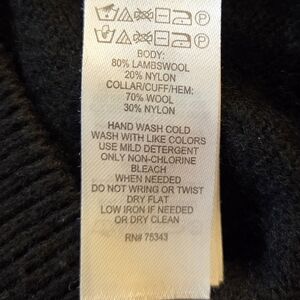 BODY:
80% LAMBSWOOL
20% NYLON
COLLAR/CUFF/HEM:
70% WOOL
30% NYLON
HAND WASH COLD
WASH WITH LIKE COLORS
USE MILD DETERGENT
ONLY NON-CHLORINE
BLEACH
WHEN NEEDED
DO NOT WRING OR TWIST
DRY FLAT
LOW IRON IF NEEDED
OR DRY CLEAN
RN# 75343